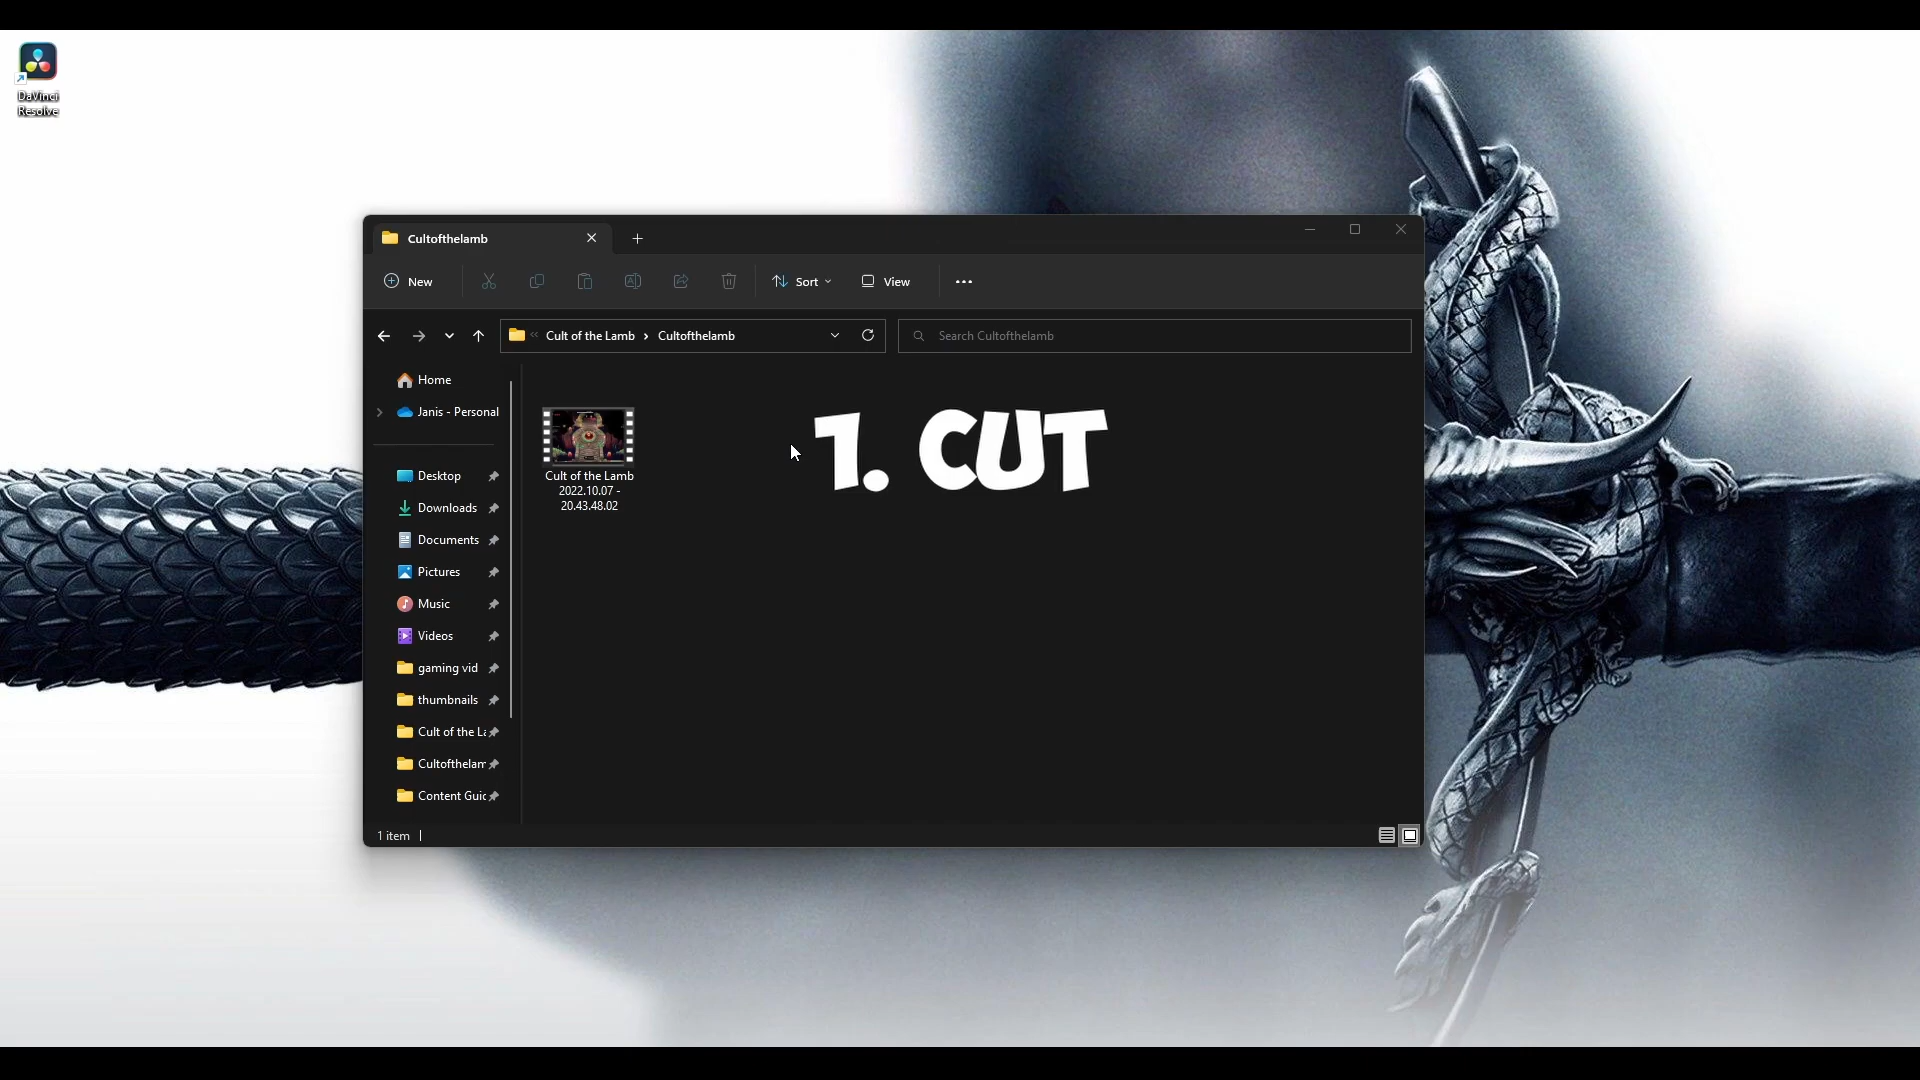 DaVinci
Resolve
Cultofthelamb
New
Sort
View
Cult of the Lamb
Cultofthelamb
Search Cultofthelamb
Home
Janis - Personal
Desktop
Downloads
Documents
Pictures
Music
Videos
gaming vid
thumbnails
Cult of the La
Cultofthelam
Content Guid
Cult of the Lamb
2022.10.07 -
20.43.48.02
1. CUT
1 item